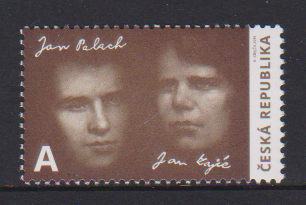 Jan Palach
A
Jan Zajíc
ČESKÁ REPUBLIKA